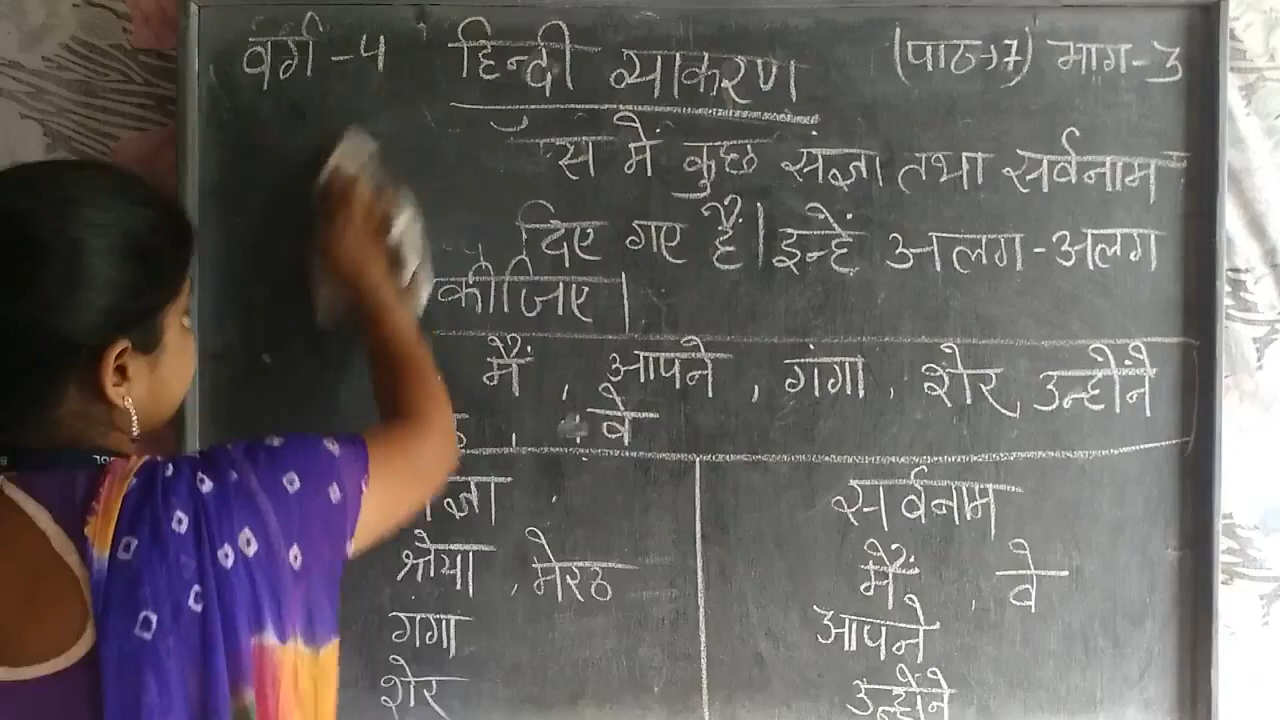 वर्ग-4 हिन्दी व्याकरण (पाठ→7) भाग-3
में कुछ संज्ञा तथा सर्वनाम
दिए गए हैं। इन्हें अलग-अलग
कीजिए।
मैं, आपने, गंगा, शेर, उन्होंने
, वे
सर्वनाम
श्रेया, मेरठ मैं, वे
गंगा आपने
शेर उन्होंने